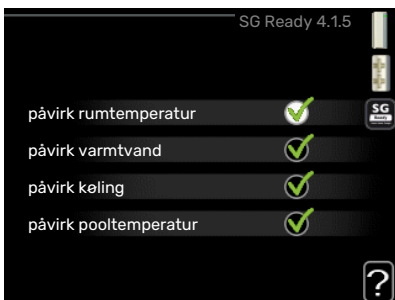 SG Ready 4.1.5
SG
Ready
påvirk rumtemperatur
påvirk varmtvand
påvirk køling
påvirk pooltemperatur
?